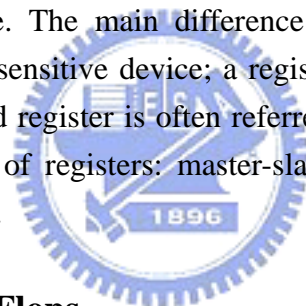 e. The main difference
sensitive device; a regis
d register is often referr
of registers: master-sla
1896
Flops